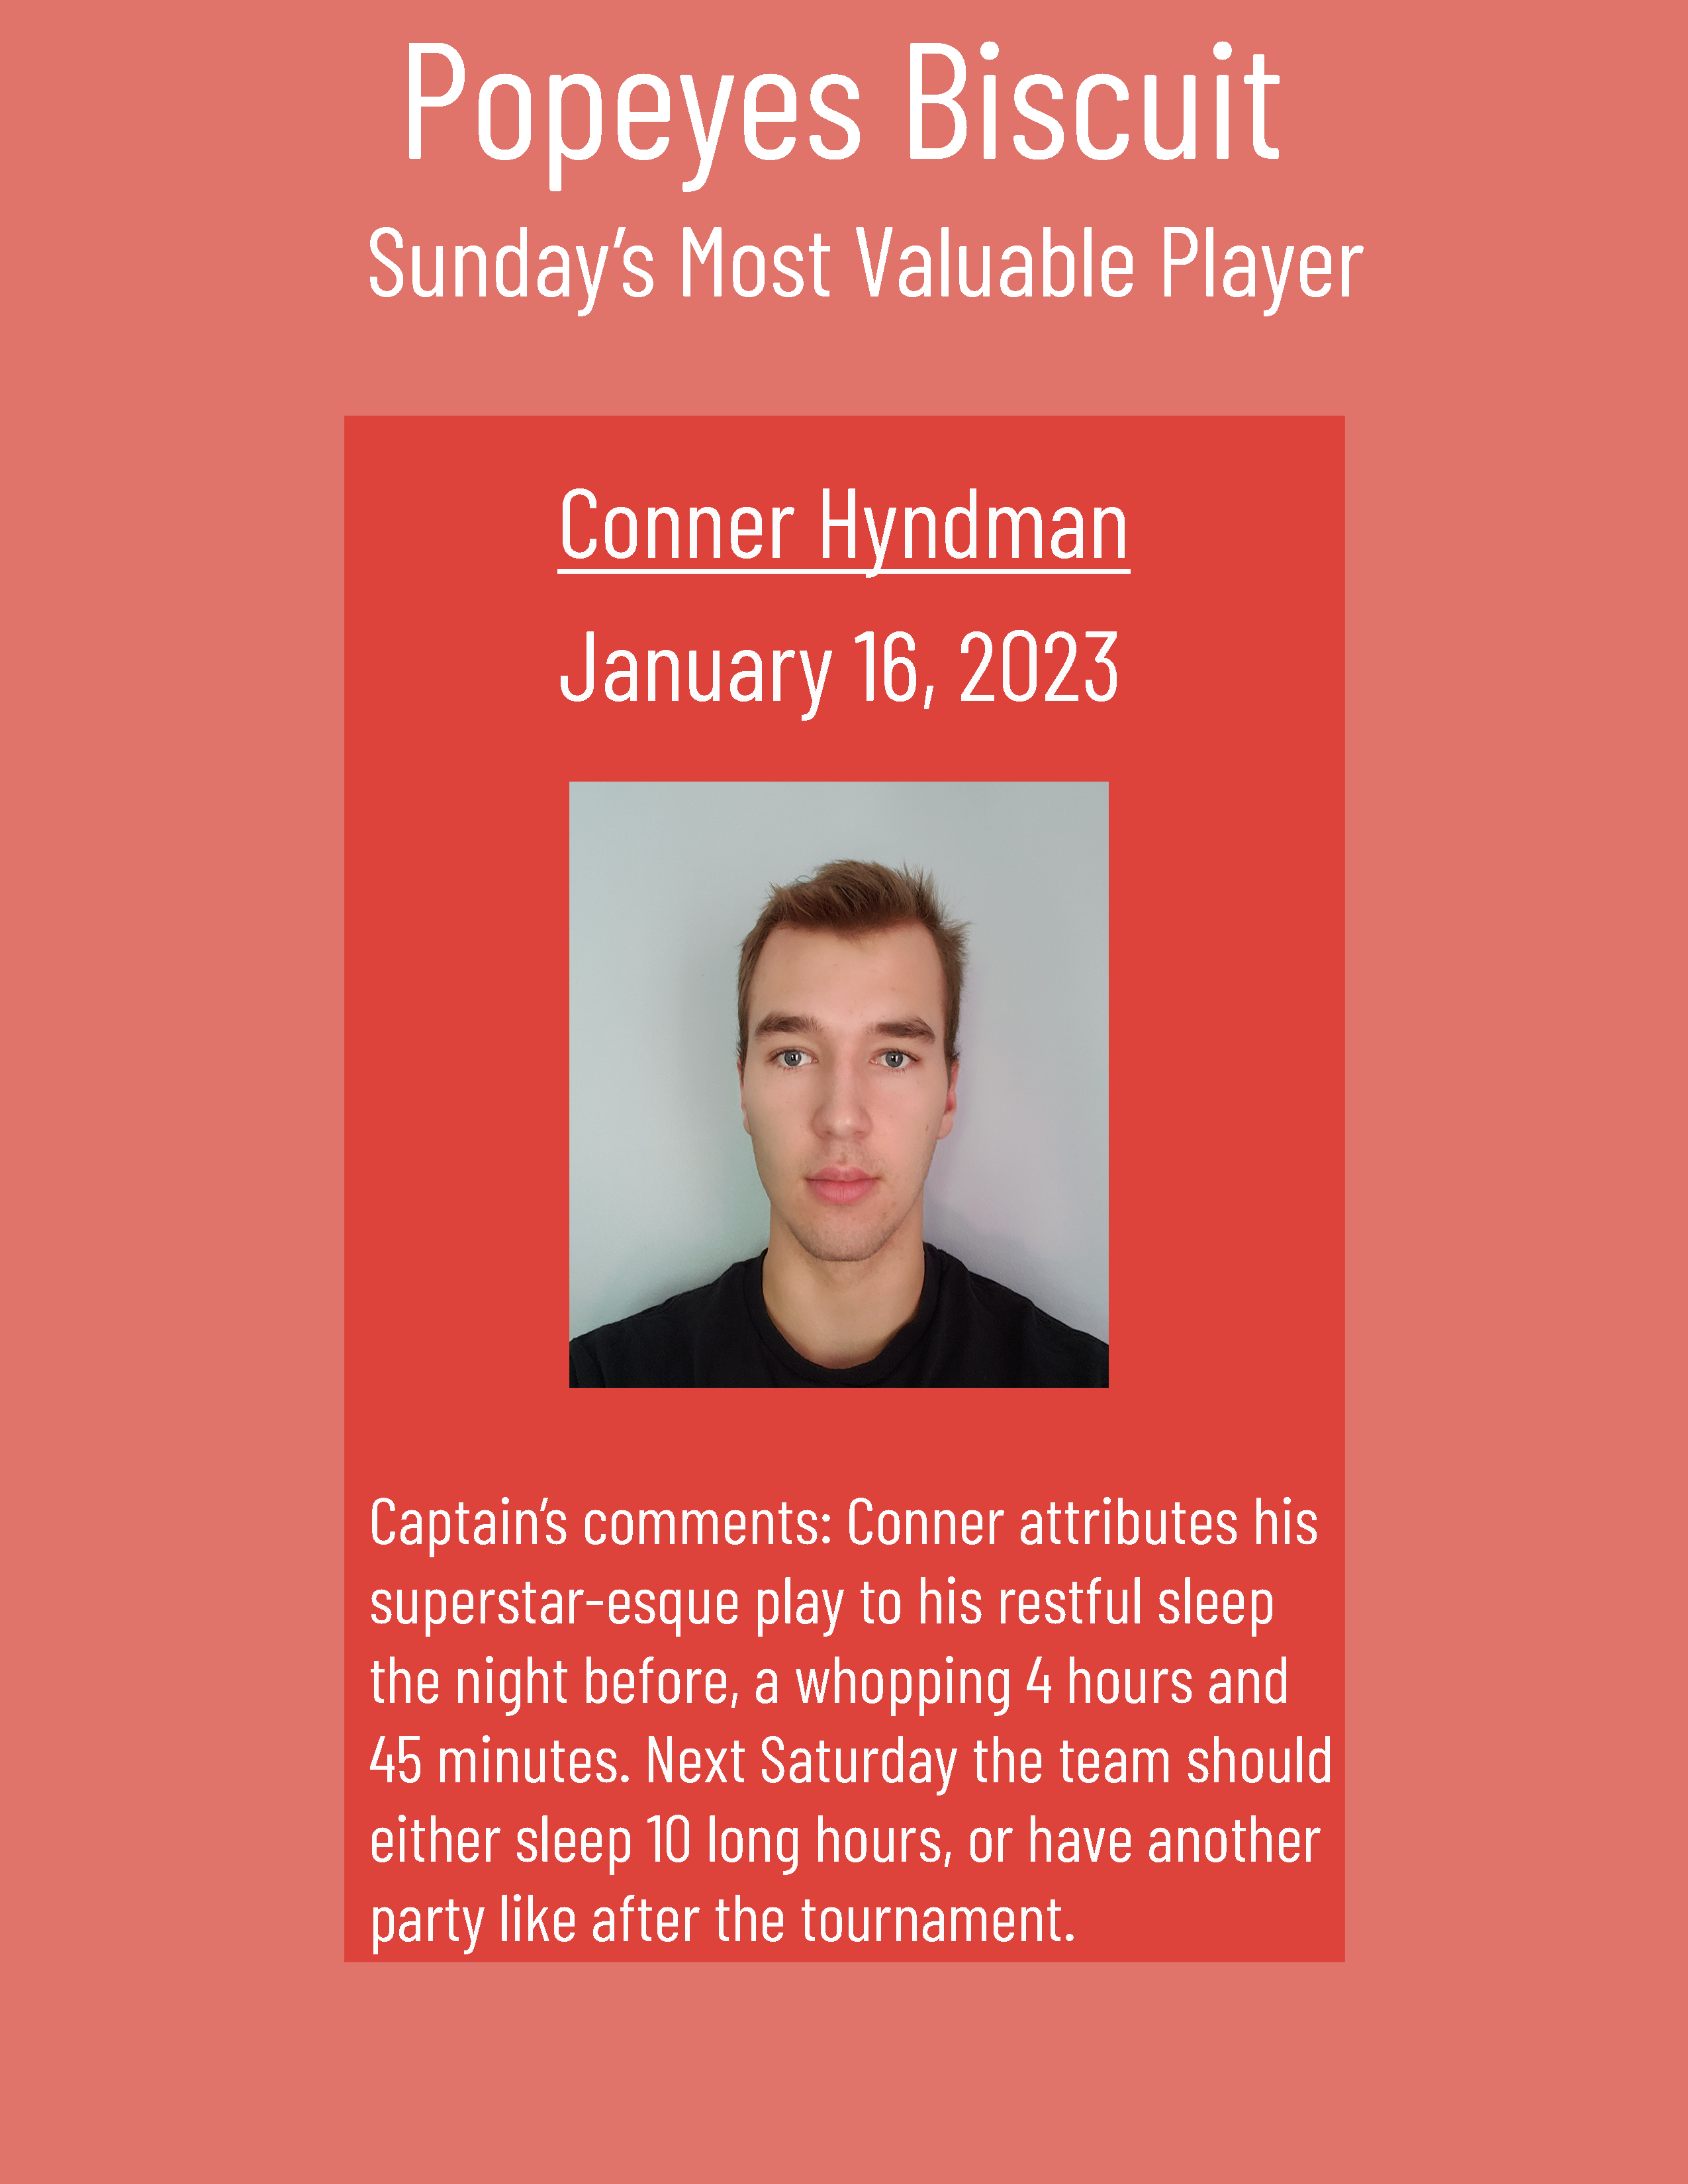 Popeyes Biscuit
Sunday’s Most Valuable Player
Conner Hyndman
January 16, 2023
Captain’s comments: Conner attributes his
superstar-esque play to his restful sleep
the night before, a whopping 4 hours and
45 minutes. Next Saturday the team should
either sleep 10 long hours, or have another
party like after the tournament.